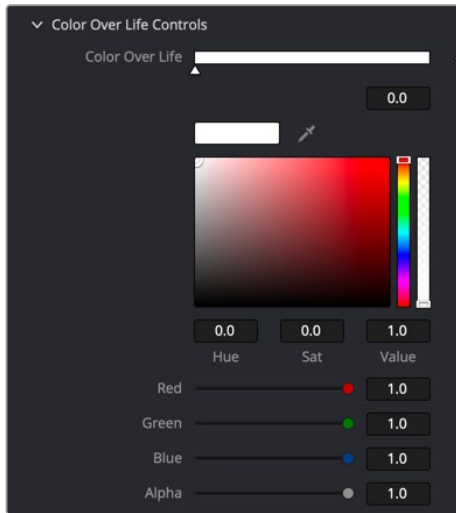 Color Over Life Controls
Color Over Life
0.0
0.0 0.0 1.0
Hue Sat Value
Red 1.0
Green 1.0
Blue 1.0
Alpha 1.0